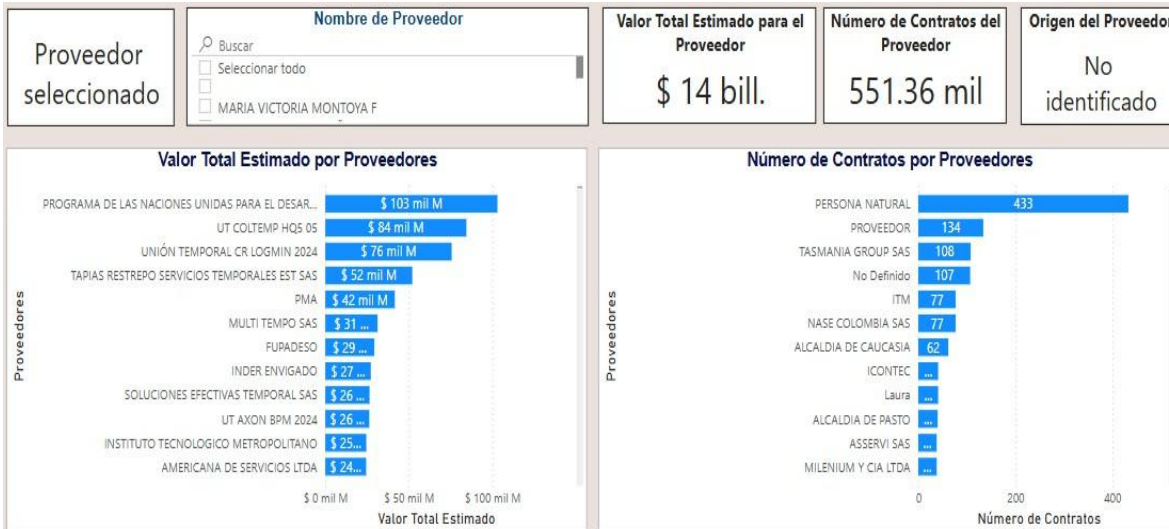 Proveedor
seleccionado
Nombre de Proveedor
Buscar
Seleccionar todo
MARIA VICTORIA MONTOYA F
Valor Total Estimado para el
Proveedor
$ 14 bill.
Número de Contratos del
Proveedor
551.36 mil
Origen del Proveedor
No
identificado
Valor Total Estimado por Proveedores
Proveedores
PROGRAMA DE LAS NACIONES UNIDAS PARA EL DESAR... $ 103 mil M
UT COLTEMP HQ5 05 $ 84 mil M
UNIÓN TEMPORAL CR LOGMIN 2024 $ 76 mil M
TAPIAS RESTREPO SERVICIOS TEMPORALES EST SAS $ 52 mil M
PMA $ 42 mil M
MULTI TEMPO SAS $ 31 ...
FUPADESO $ 29 ...
INDER ENVIGADO $ 27 ...
SOLUCIONES EFECTIVAS TEMPORAL SAS $ 26 ...
UT AXON BPM 2024 $ 26 ...
INSTITUTO TECNOLOGICO METROPOLITANO $ 25...
AMERICANA DE SERVICIOS LTDA $ 24...
$ 0 mil M $ 50 mil M $ 100 mil M
Valor Total Estimado
Número de Contratos por Proveedores
Proveedores
PERSONA NATURAL 433
PROVEEDOR 134
TASMANIA GROUP SAS 108
No Definido 107
ITM 77
NASE COLOMBIA SAS 77
ALCALDIA DE CAUCASIA 62
ICONTEC ...
Laura ...
ALCALDIA DE PASTO ...
ASSERVI SAS ...
MILENIUM Y CIA LTDA ...
0 200 400
Número de Contratos